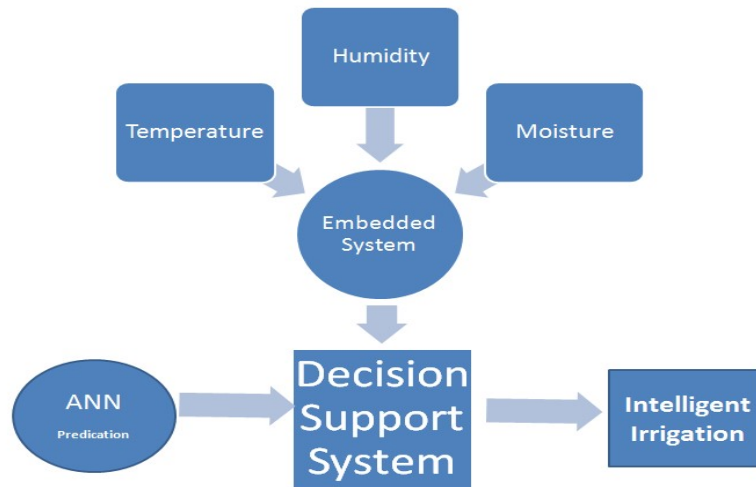 Humidity
Temperature
Moisture
Embedded
System
ANN
Predication
Decision
Support
System
Intelligent
Irrigation